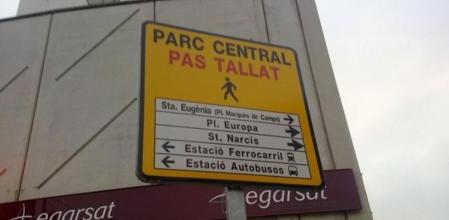 PARC CENTRAL
PAS TALLAT
Sta. Eugènia (Pl. Marquès de Camps)
Pl. Europa
St. Narcís
Estació Ferrocarril
Estació Autobusos
egarsat
egarsat